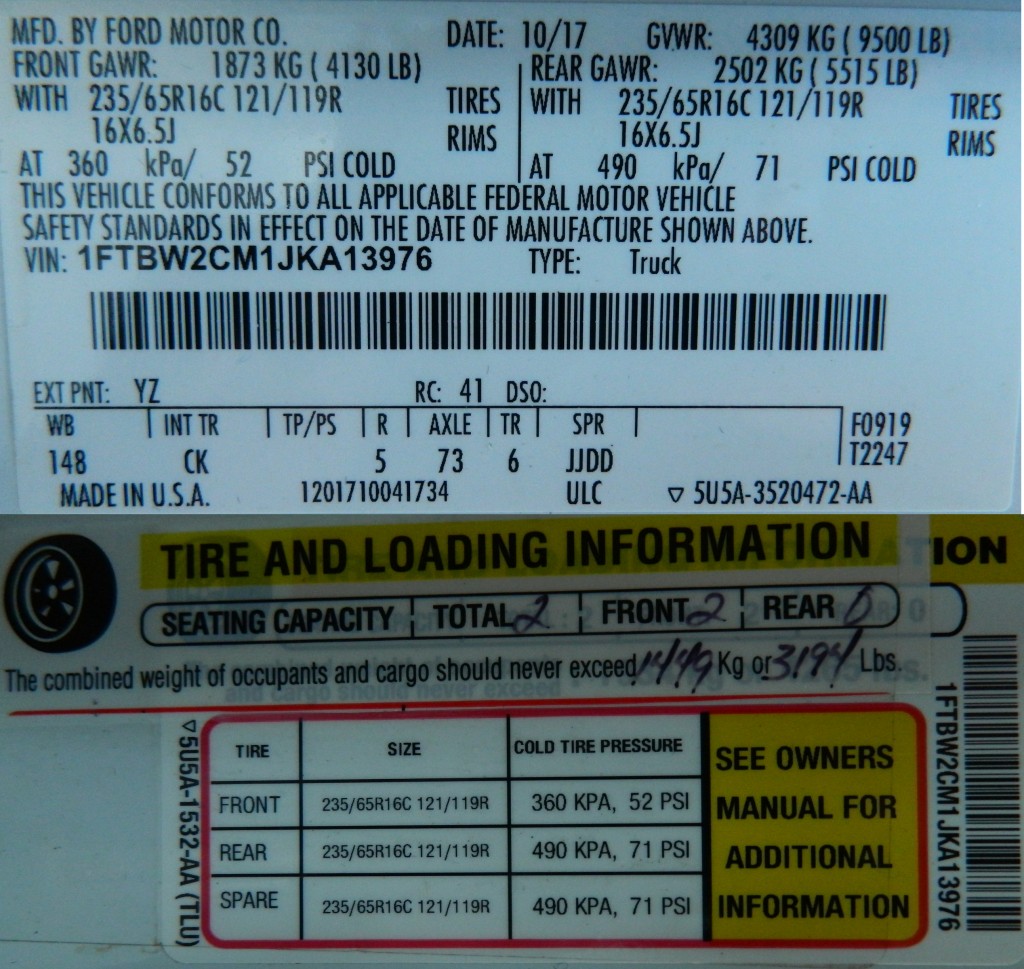 MFD. BY FORD MOTOR CO. DATE: 10/17 GVWR: 4309 KG ( 9500 LB)
FRONT GAWR: 1873 KG ( 4130 LB) REAR GAWR: 2502 KG ( 5515 LB)
WITH 235/65R16C 121/119R TIRES WITH 235/65R16C 121/119R TIRES
16X6.5J RIMS 16X6.5J RIMS
AT 360 kPa/ 52 PSI COLD AT 490 kPa/ 71 PSI COLD
THIS VEHICLE CONFORMS TO ALL APPLICABLE FEDERAL MOTOR VEHICLE
SAFETY STANDARDS IN EFFECT ON THE DATE OF MANUFACTURE SHOWN ABOVE.
VIN: 1FTBW2CM1JKA13976 TYPE: Truck
EXT PNT: YZ RC: 41 DSO:
WB INT TR TP/PS R AXLE TR SPR F0919
148 CK 5 73 6 JJDD T2247
MADE IN U.S.A. 1201710041734 ULC ▽ 5U5A-3520472-AA
TIRE AND LOADING INFORMATION ION
SEATING CAPACITY TOTAL 2 FRONT 2 REAR 0 0
The combined weight of occupants and cargo should never exceed 1449 Kg or 3194 Lbs.
and cargo should never exceed lbs.
▽5U5A-1532-AA (TLU)
TIRE SIZE COLD TIRE PRESSURE
FRONT 235/65R16C 121/119R 360 KPA, 52 PSI
REAR 235/65R16C 121/119R 490 KPA, 71 PSI
SPARE 235/65R16C 121/119R 490 KPA, 71 PSI
SEE OWNERS
MANUAL FOR
ADDITIONAL
INFORMATION
1FTBW2CM1JKA13976